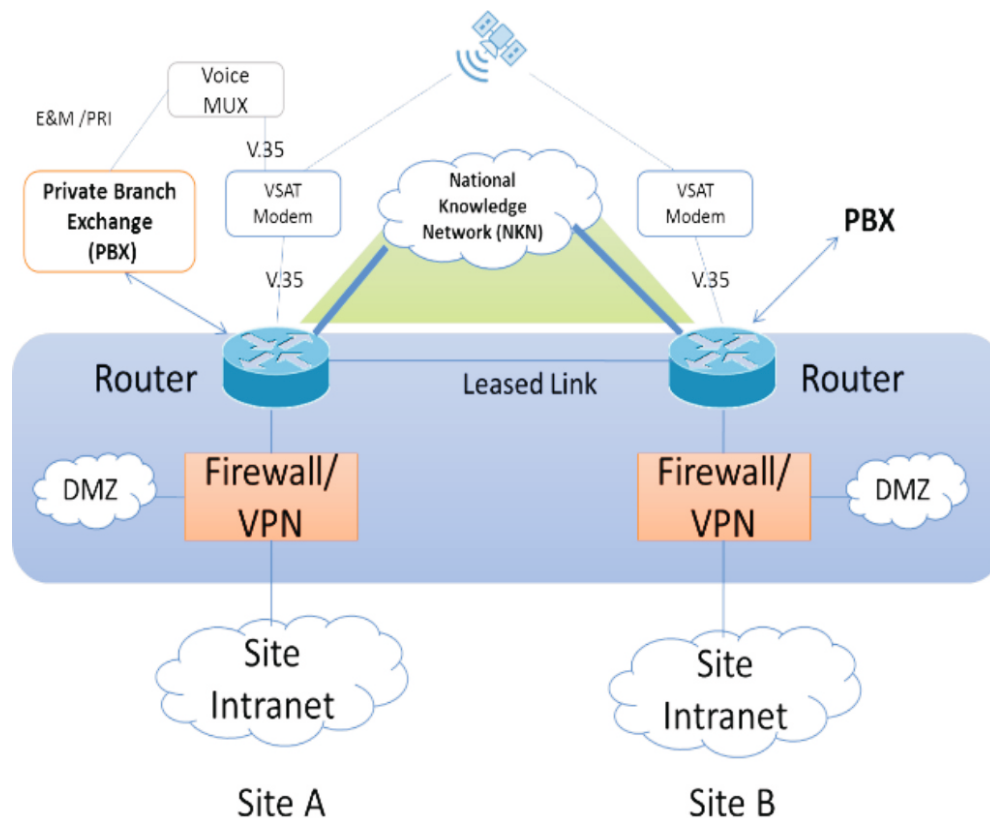 Voice
MUX
E&M /PRI
V.35
Private Branch
Exchange
(PBX)
VSAT
Modem
National
Knowledge
Network (NKN)
VSAT
Modem
PBX
V.35
V.35
Router
Leased Link
Router
DMZ
Firewall/
VPN
Firewall/
VPN
DMZ
Site
Intranet
Site
Intranet
Site A
Site B